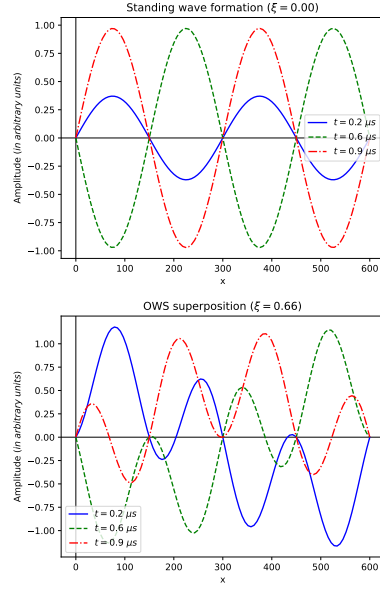 Standing wave formation (ξ = 0.00)
1.00
0.75
0.50
0.25
0.00
−0.25
−0.50
−0.75
−1.00
Amplitude (in arbitrary units)
t = 0.2 μs
t = 0.6 μs
t = 0.9 μs
0 100 200 300 400 500 600
x
OWS superposition (ξ = 0.66)
1.00
0.75
0.50
0.25
0.00
−0.25
−0.50
−0.75
−1.00
Amplitude (in arbitrary units)
t = 0.2 μs
t = 0.6 μs
t = 0.9 μs
0 100 200 300 400 500 600
x